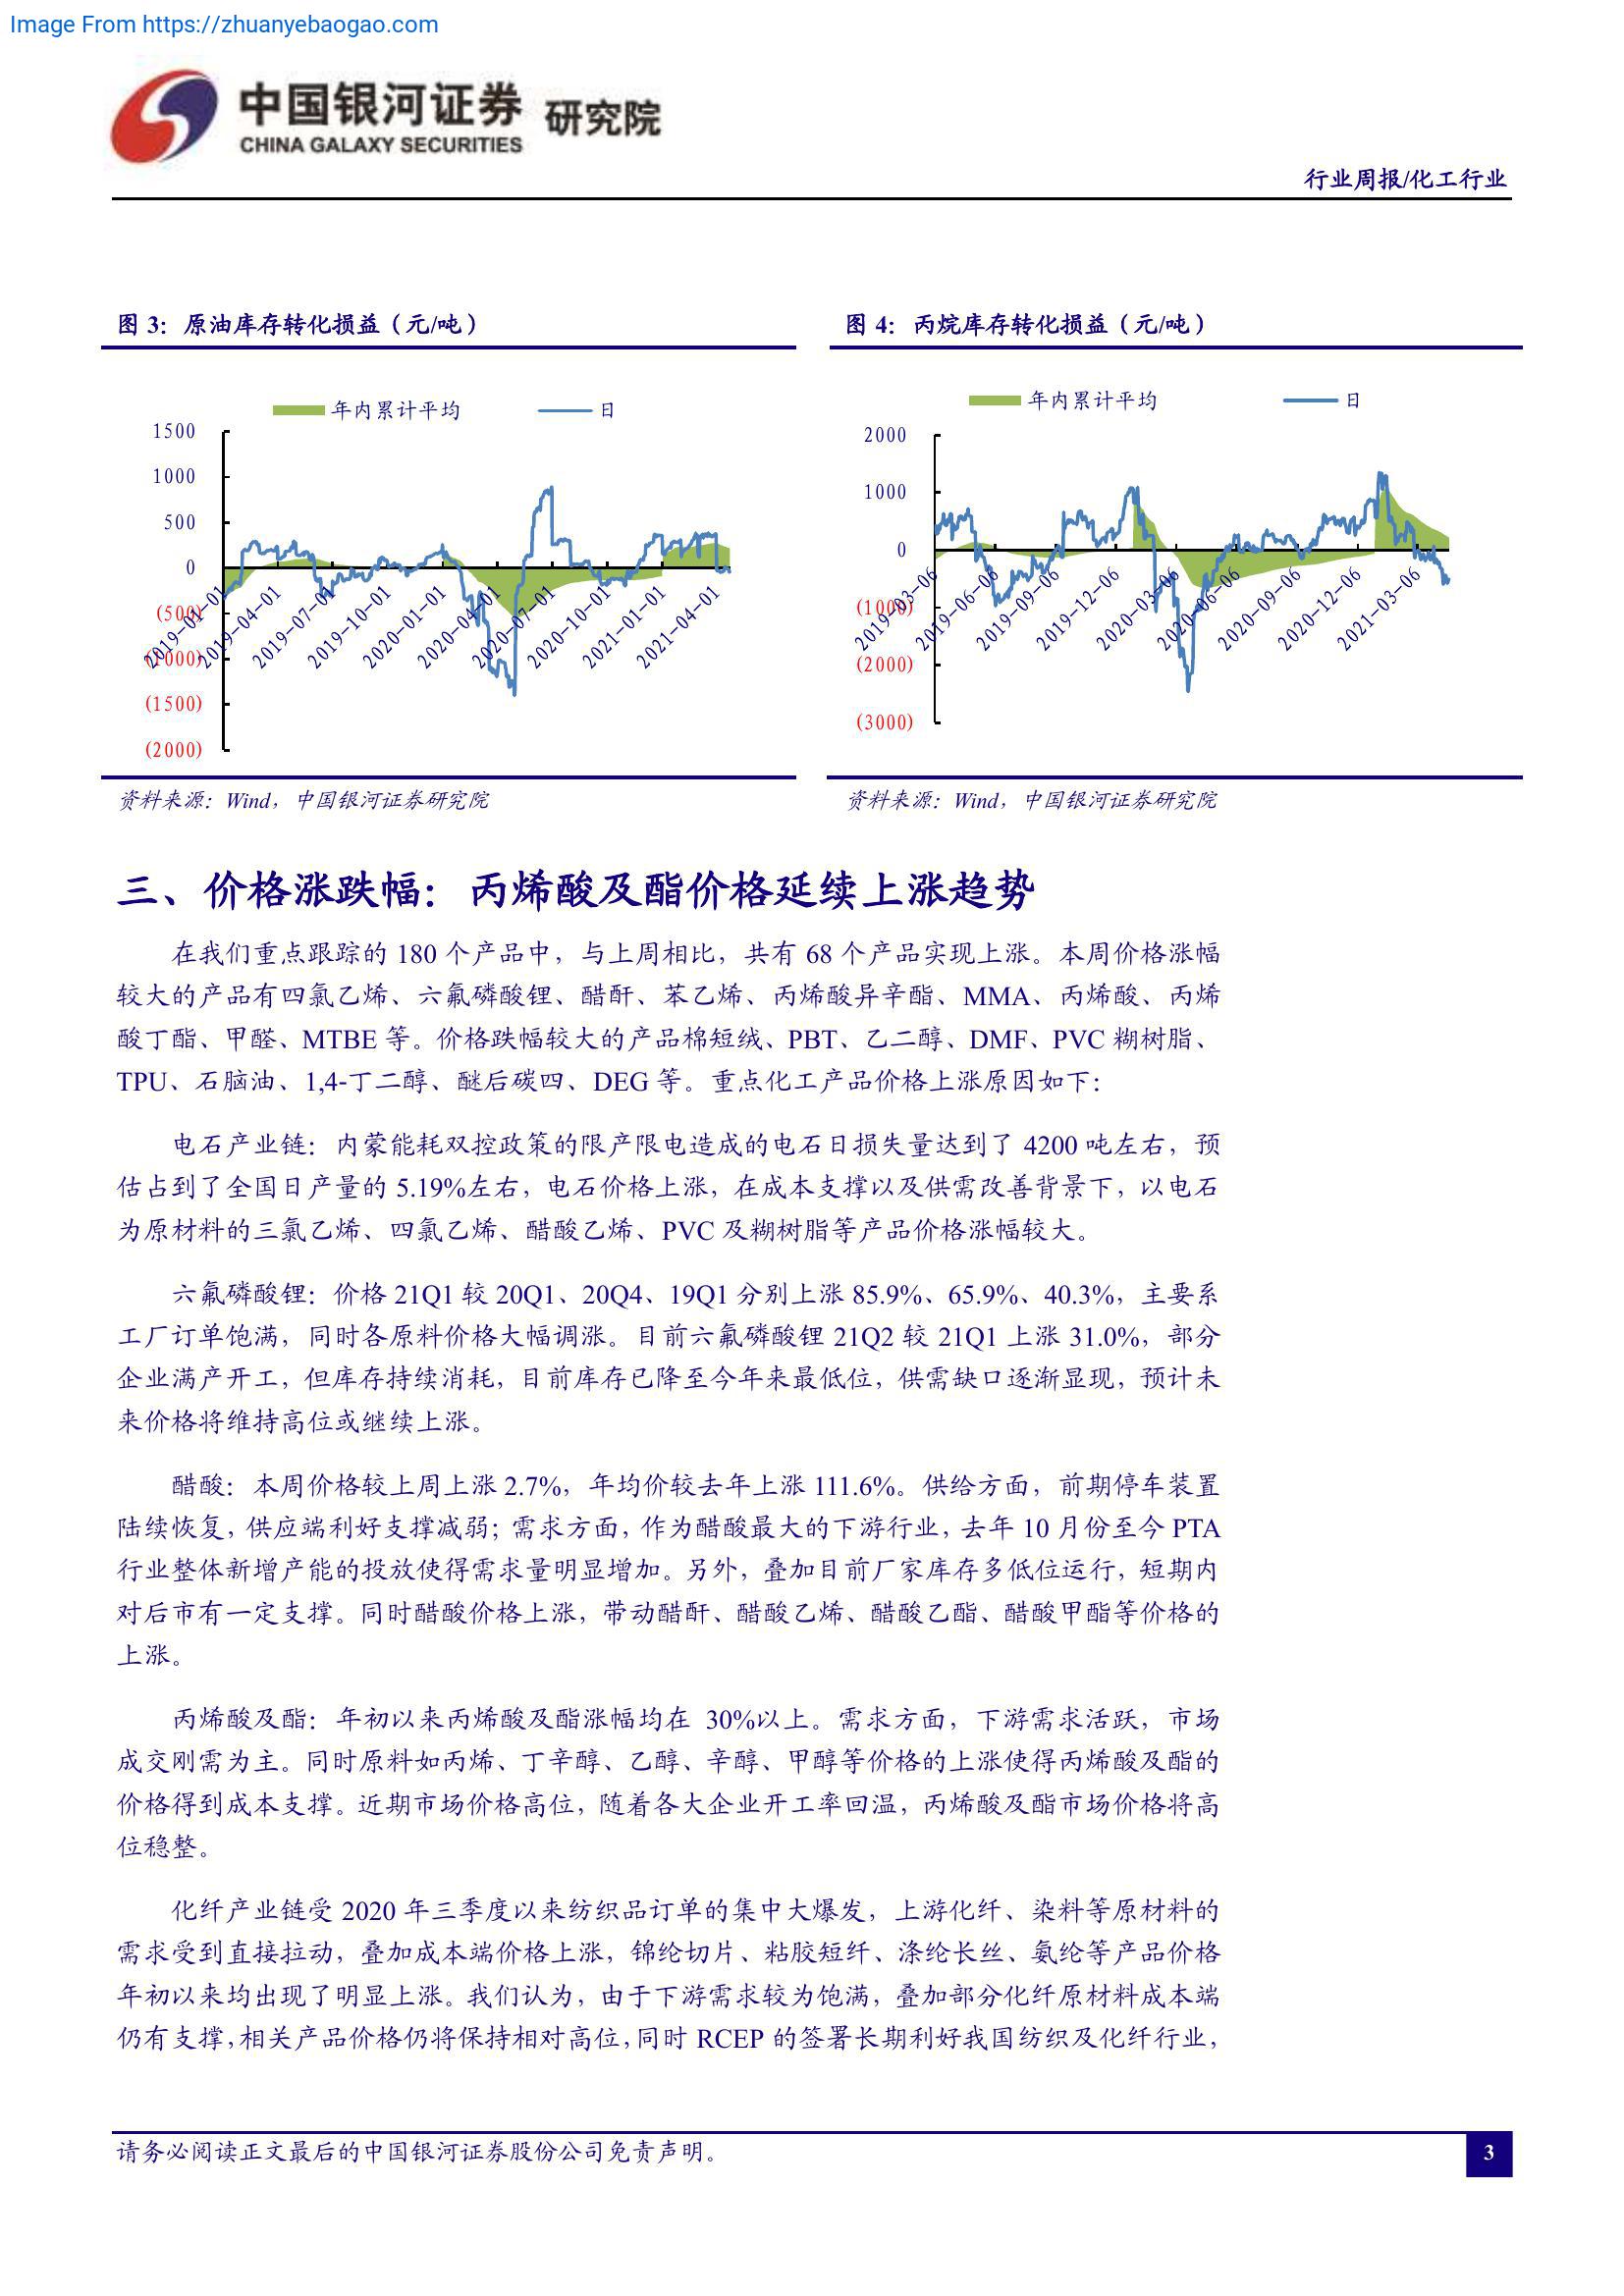 Image From https://zhuanyebaogao.com
中国银河证券 研究院
CHINA GALAXY SECURITIES
行业周报/化工行业
图 3：原油库存转化损益（元/吨）
年内累计平均 日
1500
1000
500
0
(500)
(1000)
(1500)
(2000)
2019-01-01 2019-04-01 2019-07-01 2019-10-01 2020-01-01 2020-04-01 2020-07-01 2020-10-01 2021-01-01 2021-04-01
资料来源：Wind，中国银河证券研究院
图 4：丙烷库存转化损益（元/吨）
年内累计平均 日
2000
1000
0
(1000)
(2000)
(3000)
2019-03-06 2019-06-06 2019-09-06 2019-12-06 2020-03-06 2020-06-06 2020-09-06 2020-12-06 2021-03-06
资料来源：Wind，中国银河证券研究院
三、价格涨跌幅：丙烯酸及酯价格延续上涨趋势
在我们重点跟踪的 180 个产品中，与上周相比，共有 68 个产品实现上涨。本周价格涨幅
较大的产品有四氯乙烯、六氟磷酸锂、醋酐、苯乙烯、丙烯酸异辛酯、MMA、丙烯酸、丙烯
酸丁酯、甲醛、MTBE 等。价格跌幅较大的产品棉短绒、PBT、乙二醇、DMF、PVC 糊树脂、
TPU、石脑油、1,4-丁二醇、醚后碳四、DEG 等。重点化工产品价格上涨原因如下：
电石产业链：内蒙能耗双控政策的限产限电造成的电石日损失量达到了 4200 吨左右，预
估占到了全国日产量的 5.19%左右，电石价格上涨，在成本支撑以及供需改善背景下，以电石
为原材料的三氯乙烯、四氯乙烯、醋酸乙烯、PVC 及糊树脂等产品价格涨幅较大。
六氟磷酸锂：价格 21Q1 较 20Q1、20Q4、19Q1 分别上涨 85.9%、65.9%、40.3%，主要系
工厂订单饱满，同时各原料价格大幅调涨。目前六氟磷酸锂 21Q2 较 21Q1 上涨 31.0%，部分
企业满产开工，但库存持续消耗，目前库存已降至今年来最低位，供需缺口逐渐显现，预计未
来价格将维持高位或继续上涨。
醋酸：本周价格较上周上涨 2.7%，年均价较去年上涨 111.6%。供给方面，前期停车装置
陆续恢复，供应端利好支撑减弱；需求方面，作为醋酸最大的下游行业，去年 10 月份至今 PTA
行业整体新增产能的投放使得需求量明显增加。另外，叠加目前厂家库存多低位运行，短期内
对后市有一定支撑。同时醋酸价格上涨，带动醋酐、醋酸乙烯、醋酸乙酯、醋酸甲酯等价格的
上涨。
丙烯酸及酯：年初以来丙烯酸及酯涨幅均在 30%以上。需求方面，下游需求活跃，市场
成交刚需为主。同时原料如丙烯、丁辛醇、乙醇、辛醇、甲醇等价格的上涨使得丙烯酸及酯的
价格得到成本支撑。近期市场价格高位，随着各大企业开工率回温，丙烯酸及酯市场价格将高
位稳整。
化纤产业链受 2020 年三季度以来纺织品订单的集中大爆发，上游化纤、染料等原材料的
需求受到直接拉动，叠加成本端价格上涨，锦纶切片、粘胶短纤、涤纶长丝、氨纶等产品价格
年初以来均出现了明显上涨。我们认为，由于下游需求较为饱满，叠加部分化纤原材料成本端
仍有支撑，相关产品价格仍将保持相对高位，同时 RCEP 的签署长期利好我国纺织及化纤行业，
请务必阅读正文最后的中国银河证券股份公司免责声明。
3